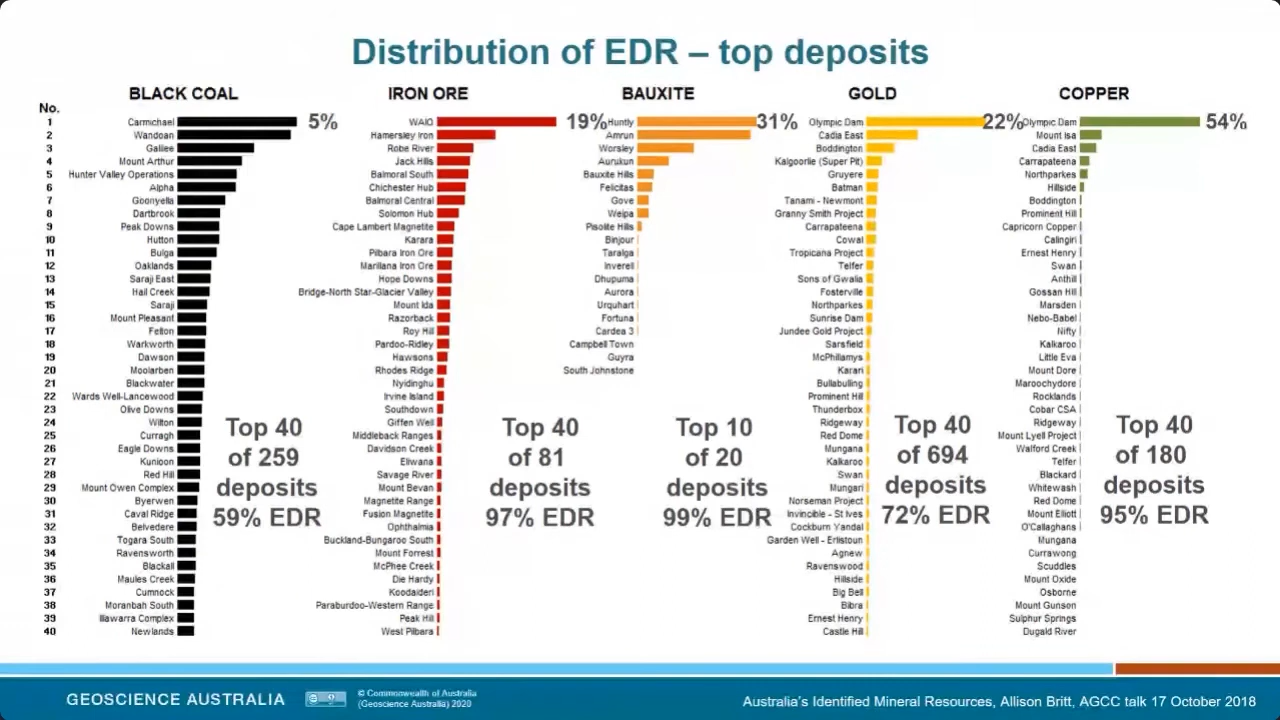 Distribution of EDR – top deposits
BLACK COAL
IRON ORE
BAUXITE
GOLD
COPPER
No.
1 Carmichael 5% WAIO 19% Huntly 31% Olympic Dam 22% Olympic Dam 54%
2 Wandoan Hamersley Iron Amrun Cadia East Mount Isa
3 Galilee Robe River Worsley Boddington Cadia East
4 Mount Arthur Jack Hills Aurukun Kalgoorlie (Super Pit) Carrapateena
5 Hunter Valley Operations Balmoral South Bauxite Hills Gruyere Northparkes
6 Alpha Chichester Hub Felicitas Batman Hillside
7 Goonyella Balmoral Central Gove Tanami - Newmont Boddington
8 Dartbrook Solomon Hub Weipa Granny Smith Project Prominent Hill
9 Peak Downs Cape Lambert Magnetite Pisolite Hills Carrapateena Capricorn Copper
10 Hutton Karara Binjour Cowal Calingiri
11 Bulga Pilbara Iron Ore Taralga Tropicana Project Ernest Henry
12 Oaklands Marillana Iron Ore Inverell Telfer Swan
13 Saraji East Hope Downs Dhupuma Sons of Gwalia Anthill
14 Hail Creek Bridge-North Star-Glacier Valley Aurora Fosterville Gossan Hill
15 Saraji Mount Ida Urquhart Northparkes Marsden
16 Mount Pleasant Razorback Fortuna Sunrise Dam Nebo-Babel
17 Felton Roy Hill Cardea 3 Jundee Gold Project Nifty
18 Warkworth Pardoo-Ridley Campbell Town Sarsfield Kalkaroo
19 Dawson Hawsons Guyra McPhillamys Little Eva
20 Moolarben Rhodes Ridge South Johnstone Karari Mount Dore
21 Blackwater Nyidinghu Bullabulling Maroochydore
22 Wards Well-Lancewood Irvine Island Prominent Hill Rocklands
23 Olive Downs Southdown Thunderbox Cobar CSA
24 Wilton Giffen Well Ridgeway Ridgeway
25 Curragh Middleback Ranges Red Dome Mount Lyell Project
26 Eagle Downs Davidson Creek Mungana Walford Creek
27 Kunioon Eliwana Kalkaroo Telfer
28 Red Hill Savage River Swan Blackard
29 Mount Owen Complex Mount Bevan Mungari Whitewash
30 Byerwen Magnetite Range Norseman Project Red Dome
31 Caval Ridge Fusion Magnetite Invincible - St Ives Mount Elliott
32 Belvedere Ophthalmia Cockburn Yandal O'Callaghans
33 Togara South Buckland-Bungaroo South Garden Well - Erlistoun Mungana
34 Ravensworth Mount Forrest Agnew Currawong
35 Blackall McPhee Creek Ravenswood Scuddles
36 Maules Creek Die Hardy Hillside Mount Oxide
37 Cumnock Koodaideri Big Bell Osborne
38 Moranbah South Paraburdoo-Western Range Bibra Mount Gunson
39 Illawarra Complex Peak Hill Ernest Henry Sulphur Springs
40 Newlands West Pilbara Castle Hill Dugald River
Top 40
of 259
deposits
59% EDR
Top 40
of 81
deposits
97% EDR
Top 10
of 20
deposits
99% EDR
Top 40
of 694
deposits
72% EDR
Top 40
of 180
deposits
95% EDR
GEOSCIENCE AUSTRALIA
© Commonwealth of Australia
(Geoscience Australia) 2020
Australia's Identified Mineral Resources, Allison Britt, AGCC talk 17 October 2018